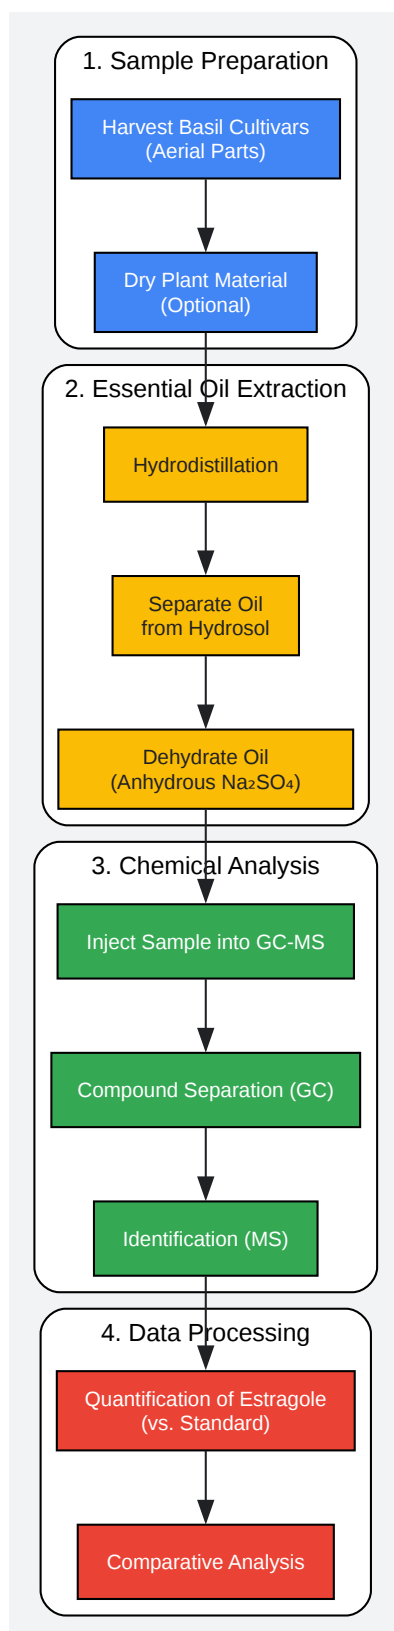 1. Sample Preparation
Harvest Basil Cultivars
(Aerial Parts)
Dry Plant Material
(Optional)
2. Essential Oil Extraction
Hydrodistillation
Separate Oil
from Hydrosol
Dehydrate Oil
(Anhydrous Na₂SO₄)
3. Chemical Analysis
Inject Sample into GC-MS
Compound Separation (GC)
Identification (MS)
4. Data Processing
Quantification of Estragole
(vs. Standard)
Comparative Analysis